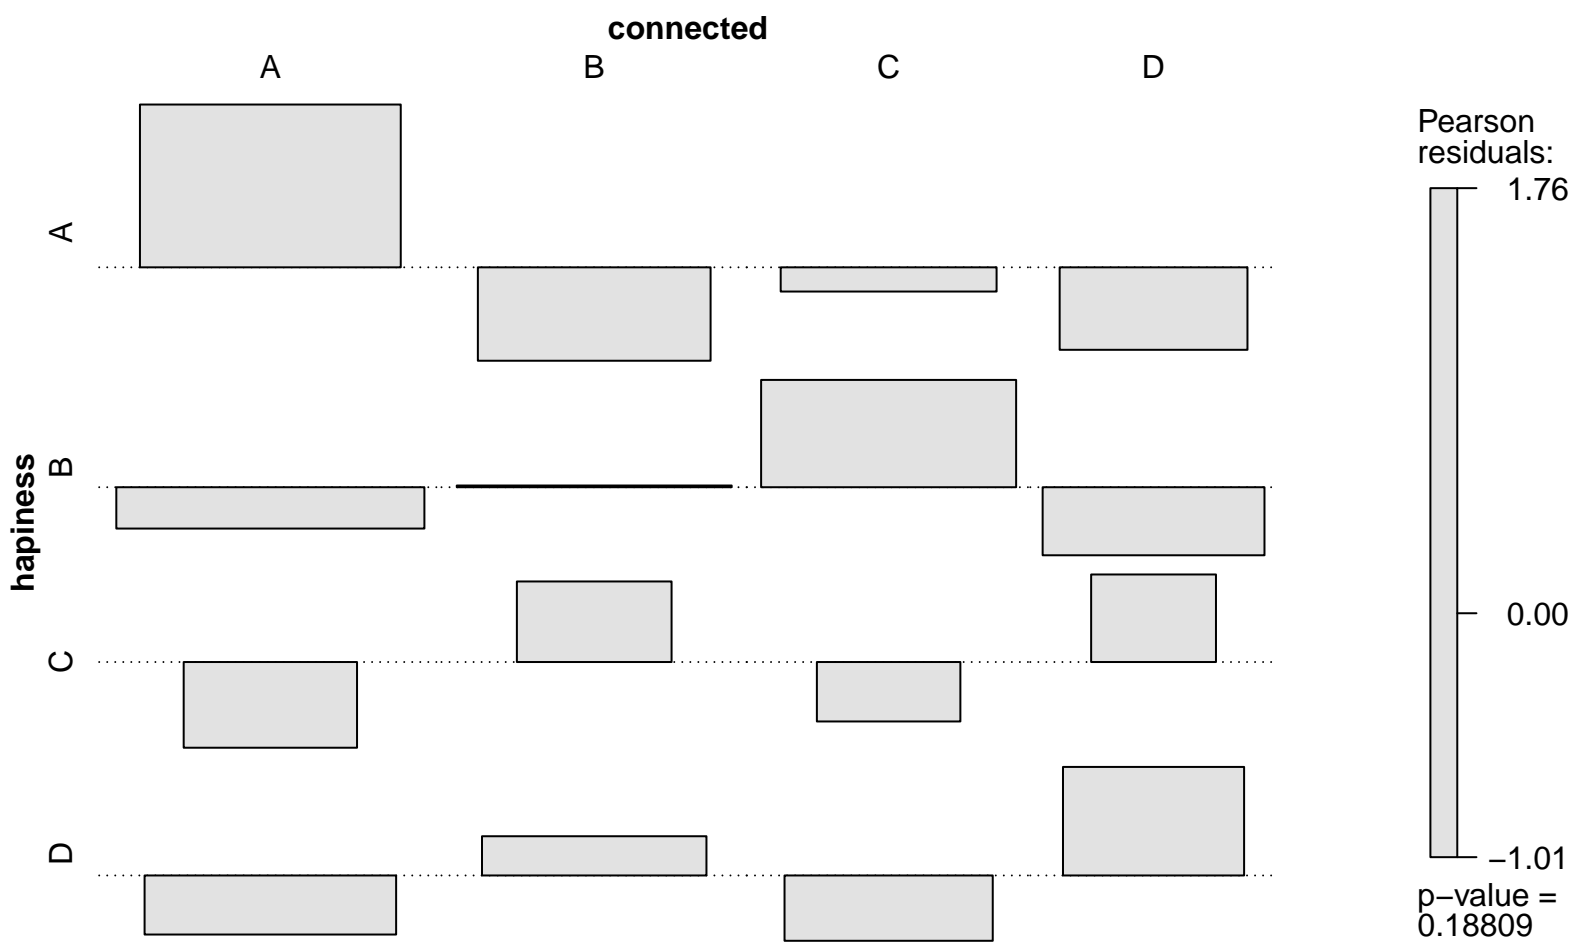 connected
A B C D
hapiness
A
B
C
D
Pearson
residuals:
1.76
0.00
−1.01
p−value =
0.18809